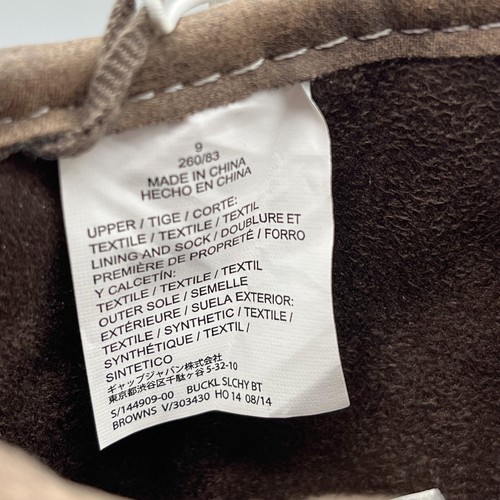 9
260/83
MADE IN CHINA
HECHO EN CHINA
UPPER / TIGE / CORTE:
TEXTILE / TEXTILE / TEXTIL
LINING AND SOCK / DOUBLURE ET
PREMIÈRE DE PROPRETÉ / FORRO
Y CALCETIN:
TEXTILE / TEXTILE / TEXTIL
OUTER SOLE / SEMELLE
EXTÉRIEURE / SUELA EXTERIOR:
TEXTILE / SYNTHETIC / TEXTILE /
SYNTHÉTIQUE / TEXTIL /
SINTETICO
ギャップジャパン株式会社
東京都渋谷区千駄ヶ谷 5-32-10
S/144909-00 BUCKL SLCHY BT
BROWNS V/303430 HO 14 08/14